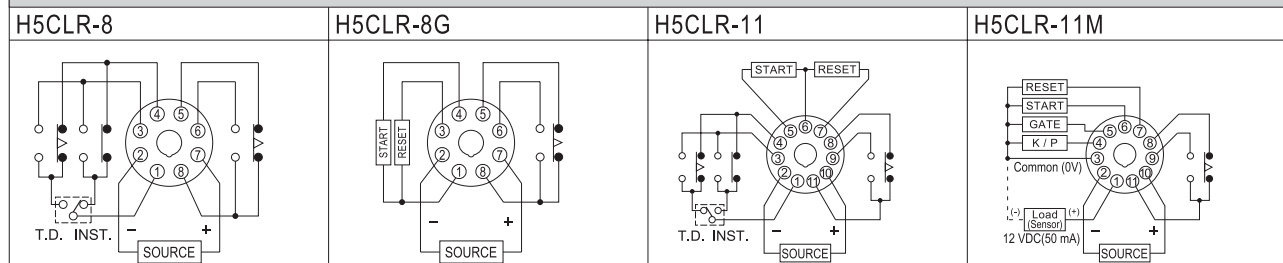 H5CLR-8
3 4 5 6
2 1 8 7
T.D. INST.
− +
SOURCE
H5CLR-8G
START
RESET
3 4 5 6
2 1 8 7
− +
SOURCE
H5CLR-11
START RESET
5 6 7
4 8
3 9
2 1 11 10
T.D. INST.
− +
SOURCE
H5CLR-11M
RESET
START
GATE
K / P
5 6 7
4 8
3 9
2 1 11 10
Common (0V)
(-) Load (+)
(Sensor)
12 VDC(50 mA)
− +
SOURCE